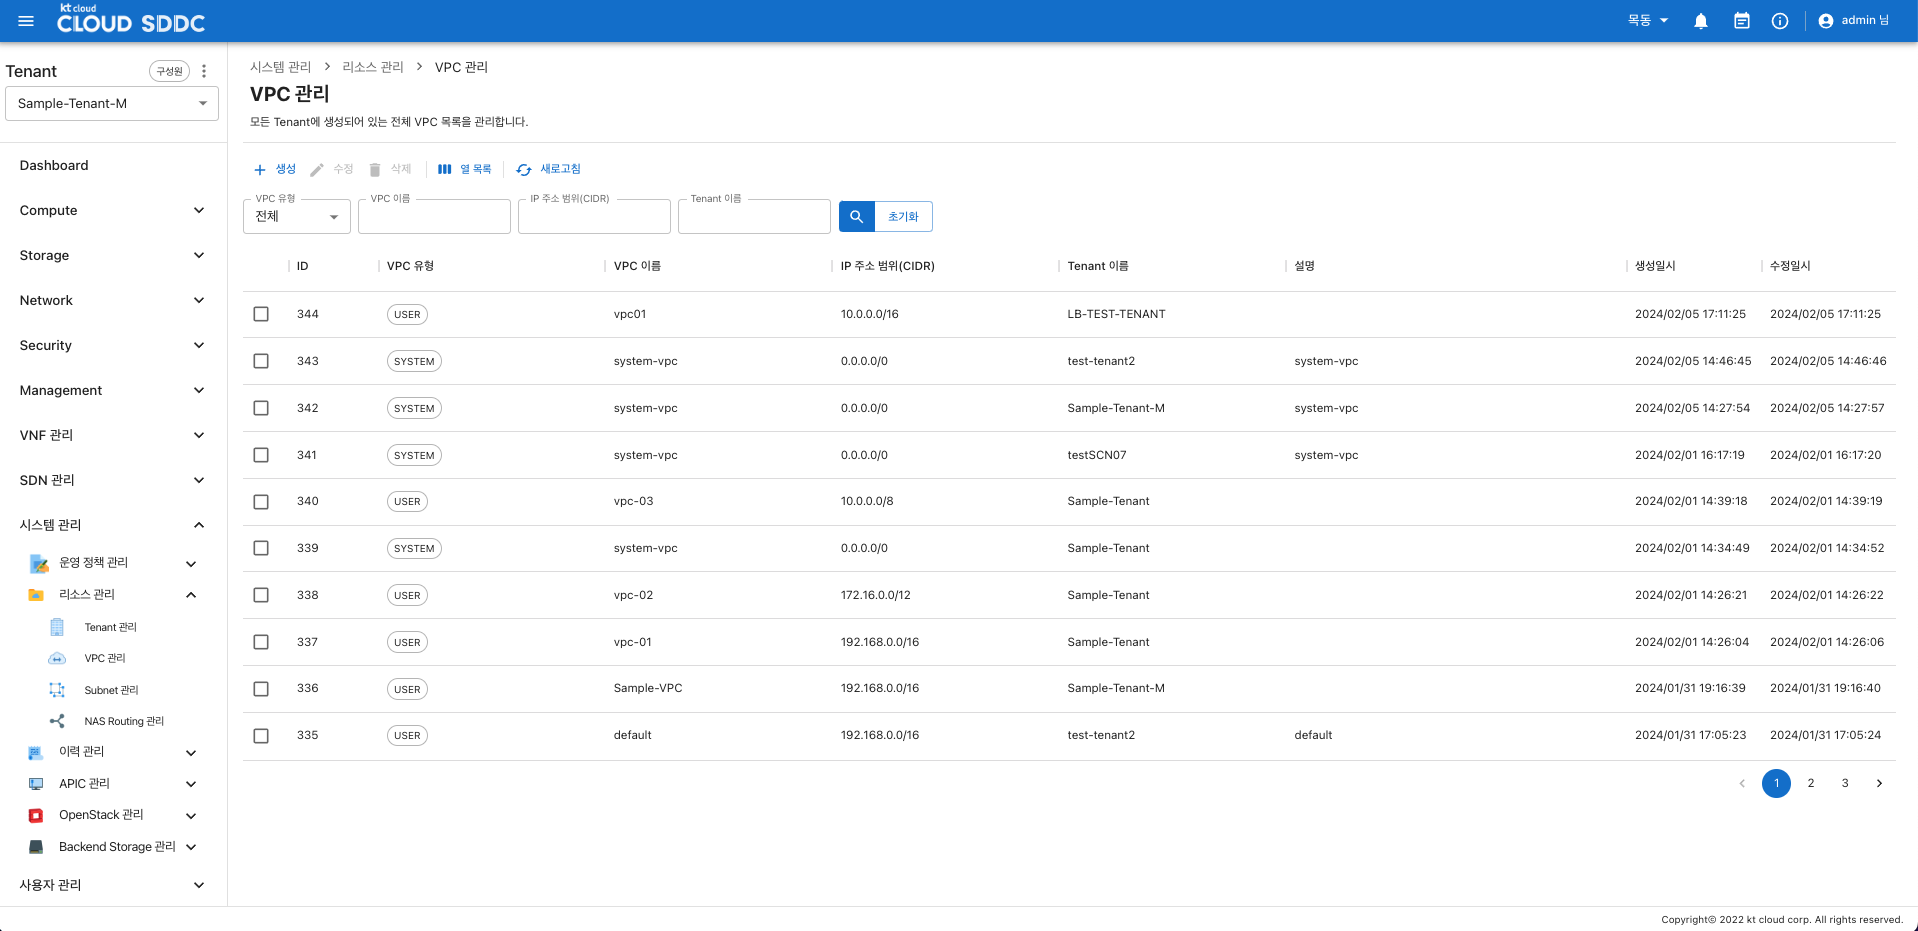 kt cloud
CLOUD SDDC
목동
admin 님
Tenant
구성원
Sample-Tenant-M
Dashboard
Compute
Storage
Network
Security
Management
VNF 관리
SDN 관리
시스템 관리
운영 정책 관리
리소스 관리
Tenant 관리
VPC 관리
Subnet 관리
NAS Routing 관리
이력 관리
APIC 관리
OpenStack 관리
Backend Storage 관리
사용자 관리
시스템 관리 > 리소스 관리 > VPC 관리
VPC 관리
모든 Tenant에 생성되어 있는 전체 VPC 목록을 관리합니다.
생성 수정 삭제 열 목록 새로고침
VPC 유형 VPC 이름 IP 주소 범위(CIDR) Tenant 이름
전체 초기화
ID VPC 유형 VPC 이름 IP 주소 범위(CIDR) Tenant 이름 설명 생성일시 수정일시
344 USER vpc01 10.0.0.0/16 LB-TEST-TENANT 2024/02/05 17:11:25 2024/02/05 17:11:25
343 SYSTEM system-vpc 0.0.0.0/0 test-tenant2 system-vpc 2024/02/05 14:46:45 2024/02/05 14:46:46
342 SYSTEM system-vpc 0.0.0.0/0 Sample-Tenant-M system-vpc 2024/02/05 14:27:54 2024/02/05 14:27:57
341 SYSTEM system-vpc 0.0.0.0/0 testSCN07 system-vpc 2024/02/01 16:17:19 2024/02/01 16:17:20
340 USER vpc-03 10.0.0.0/8 Sample-Tenant 2024/02/01 14:39:18 2024/02/01 14:39:19
339 SYSTEM system-vpc 0.0.0.0/0 Sample-Tenant 2024/02/01 14:34:49 2024/02/01 14:34:52
338 USER vpc-02 172.16.0.0/12 Sample-Tenant 2024/02/01 14:26:21 2024/02/01 14:26:22
337 USER vpc-01 192.168.0.0/16 Sample-Tenant 2024/02/01 14:26:04 2024/02/01 14:26:06
336 USER Sample-VPC 192.168.0.0/16 Sample-Tenant-M 2024/01/31 19:16:39 2024/01/31 19:16:40
335 USER default 192.168.0.0/16 test-tenant2 default 2024/01/31 17:05:23 2024/01/31 17:05:24
1 2 3
Copyright© 2022 kt cloud corp. All rights reserved.